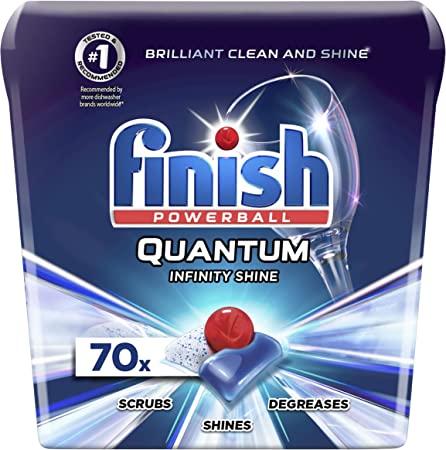 TESTED &
#1
RECOMMENDED
BRILLIANT CLEAN AND SHINE*
Recommended by
more dishwasher
brands worldwide**
finish
POWERBALL
QUANTUM
INFINITY SHINE
70x
SCRUBS
SHINES
DEGREASES